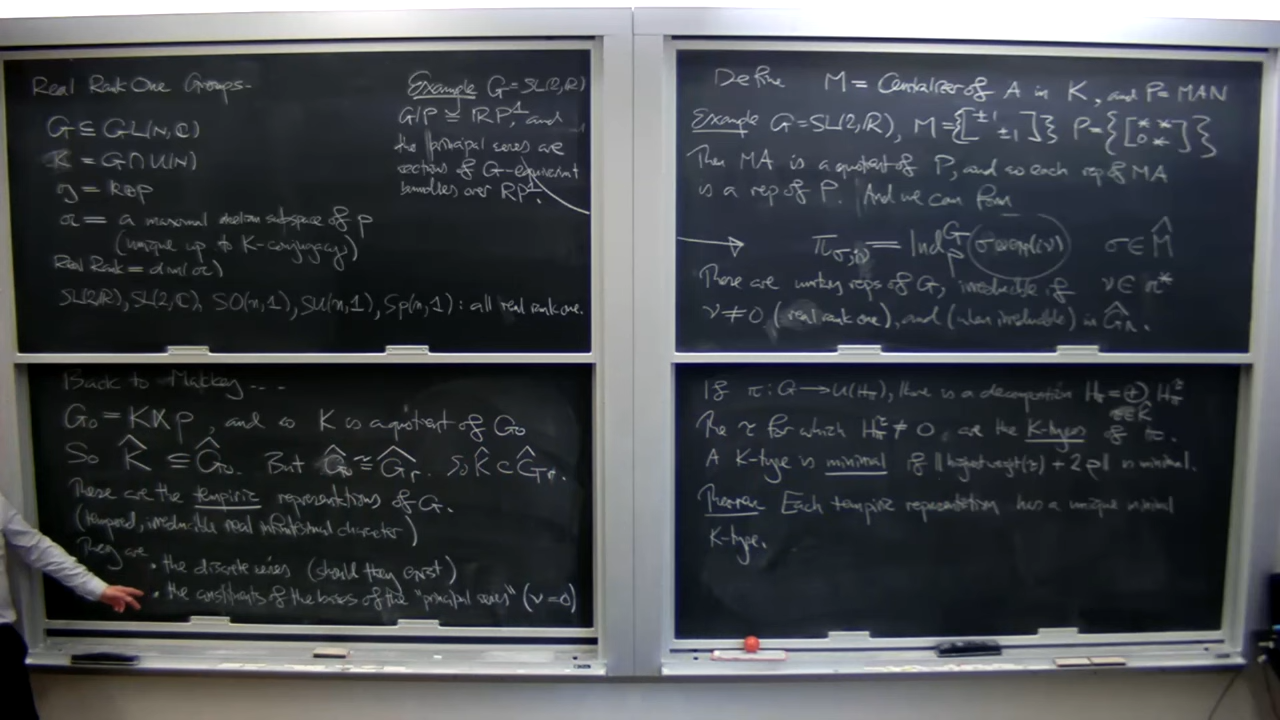 Real Rank One Groups-
G ⊆ GL(N, C)
K = G ∩ U(N)
g = k ⊕ p
a = a maximal abelian subspace of p
(unique up to K-conjugacy)
Real Rank = dim(a)
SL(2,R), SL(2,C), SO(n,1), SU(n,1), Sp(n,1): all real rank one.
Example G = SL(2,R)
G/P ≅ RP¹, and
the principal series are
sections of G-equivariant
bundles over RP¹.
Back to Mackey....
G₀ = K ⋉ p, and so K is a quotient of G₀
So K̂ ⊆ Ĝ₀. But Ĝ₀ ≅ Ĝᵣ. So K̂ ⊂ Ĝᵣ.
These are the tempiric representations of G.
(tempered, irreducible real infinitesimal character)
They are
• the discrete series (should they exist)
• the constituents of the bases of the "principal series" (ν=0)
Define M = Centralizer of A in K, and P = MAN
Example G = SL(2,R), M = {[±1 ±1]} P = {[* * 0 *]}
Then MA is a quotient of P, and so each rep of MA
is a rep of P. And we can form
π_{σ,ν} = Ind_P^G (σ⊗exp(iν)) σ ∈ M̂
These are unitary reps of G, irreducible if ν ∈ a*
ν ≠ 0 (real rank one), and (when irreducible) in Ĝᵣ.
If π: G → U(H_π), there is a decomposition H_π = ⊕_{τ∈K̂} H_π^τ
The τ for which H_π^τ ≠ 0 are the K-types of π.
A K-type is minimal if ‖highest weight(τ) + 2ρ‖ is minimal.
Theorem Each tempiric representation has a unique minimal
K-type.